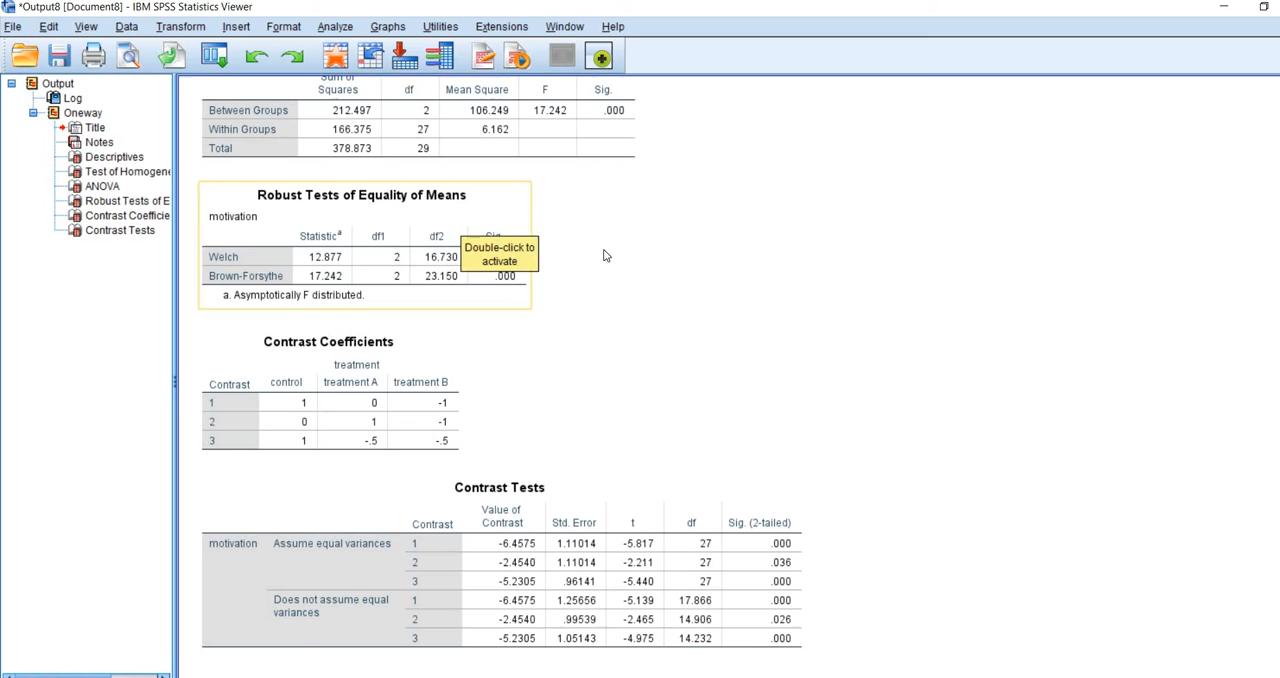 *Output8 [Document8] - IBM SPSS Statistics Viewer
File Edit View Data Transform Insert Format Analyze Graphs Utilities Extensions Window Help
Output
Log
Oneway
Title
Notes
Descriptives
Test of Homogene
ANOVA
Robust Tests of E
Contrast Coefficie
Contrast Tests
Sum of
Squares df Mean Square F Sig.
Between Groups 212.497 2 106.249 17.242 .000
Within Groups 166.375 27 6.162
Total 378.873 29
Robust Tests of Equality of Means
motivation
Statistic a df1 df2 Sig.
Welch 12.877 2 16.730
Brown-Forsythe 17.242 2 23.150 .000
a. Asymptotically F distributed.
Double-click to
activate
Contrast Coefficients
treatment
Contrast control treatment A treatment B
1 1 0 -1
2 0 1 -1
3 1 -.5 -.5
Contrast Tests
Contrast Value of Contrast Std. Error t df Sig. (2-tailed)
motivation Assume equal variances 1 -6.4575 1.11014 -5.817 27 .000
2 -2.4540 1.11014 -2.211 27 .036
3 -5.2305 .96141 -5.440 27 .000
Does not assume equal variances 1 -6.4575 1.25656 -5.139 17.866 .000
2 -2.4540 .99539 -2.465 14.906 .026
3 -5.2305 1.05143 -4.975 14.232 .000